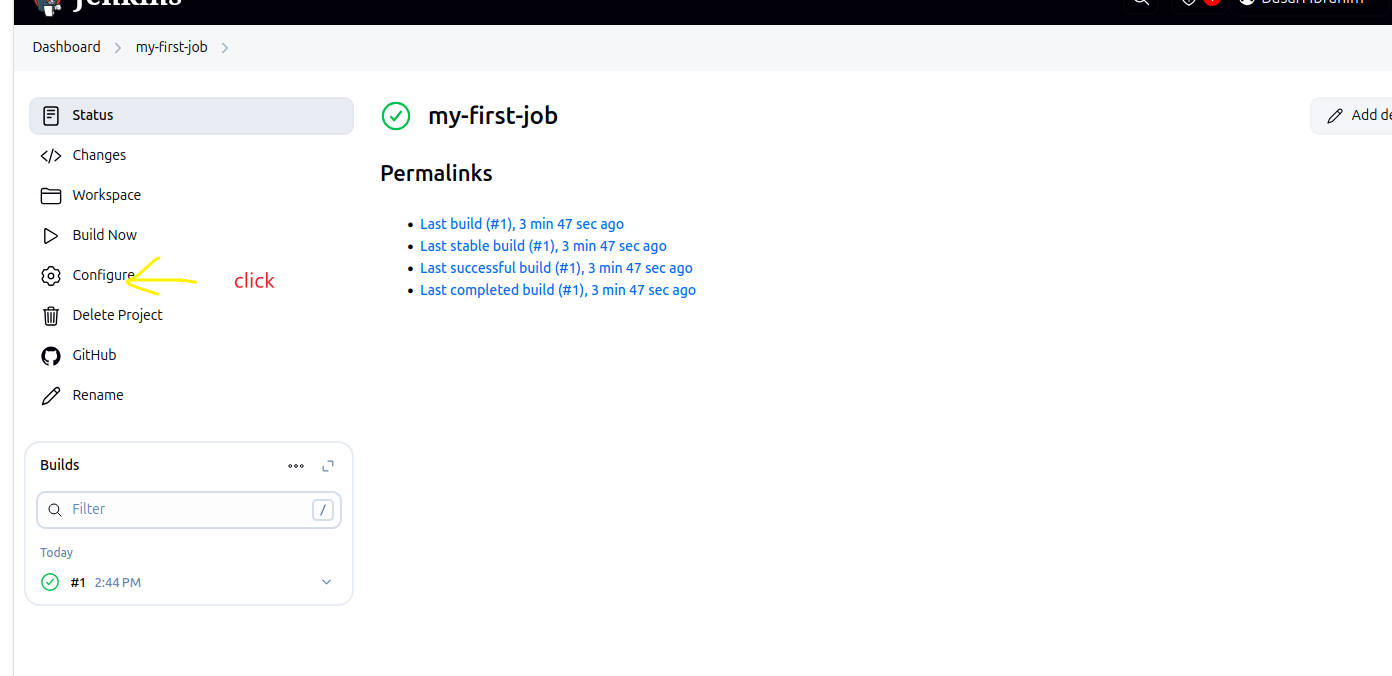 Jenkins
Dashboard > my-first-job >
Status
my-first-job
Add de
Changes
Permalinks
Workspace
Last build (#1), 3 min 47 sec ago
Build Now
Last stable build (#1), 3 min 47 sec ago
Last successful build (#1), 3 min 47 sec ago
Configure
click
Last completed build (#1), 3 min 47 sec ago
Delete Project
GitHub
Rename
Builds
Filter /
Today
#1 2:44 PM